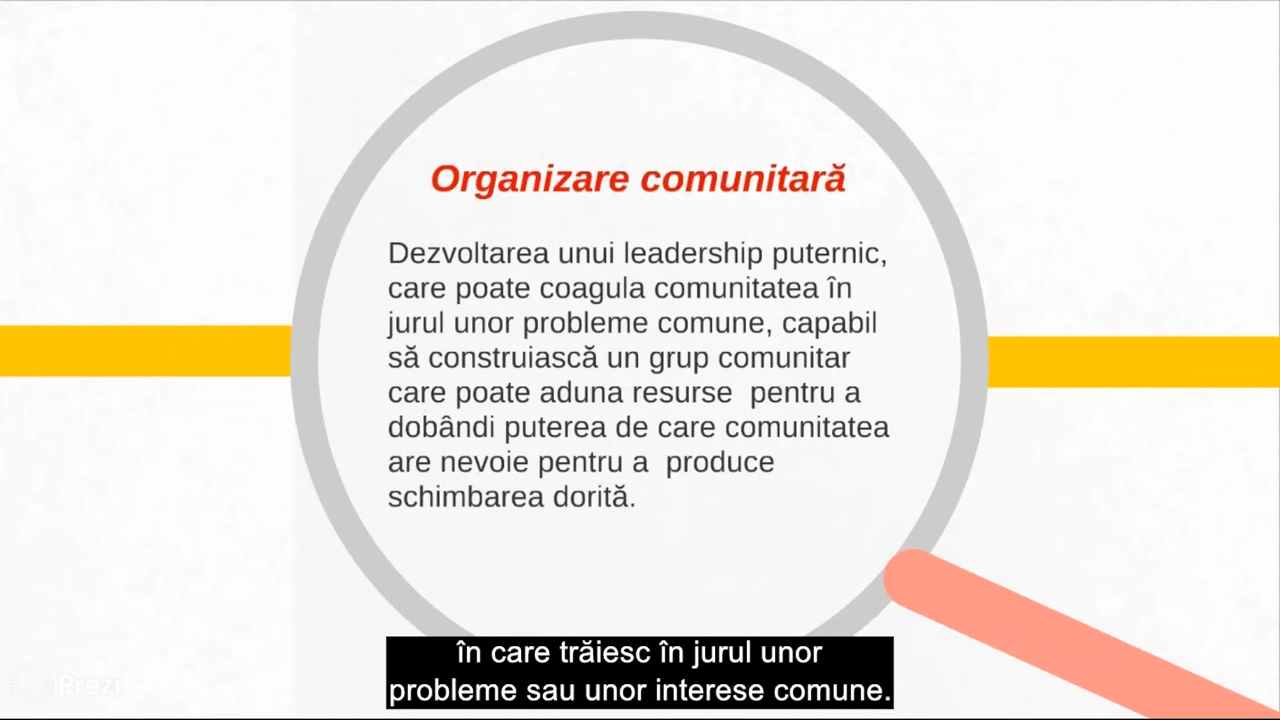 Organizare comunitară
Dezvoltarea unui leadership puternic,
care poate coagula comunitatea în
jurul unor probleme comune, capabil
să construiască un grup comunitar
care poate aduna resurse  pentru a
dobândi puterea de care comunitatea
are nevoie pentru a  produce
schimbarea dorită.
în care trăiesc în jurul unor
probleme sau unor interese comune.
Prezi